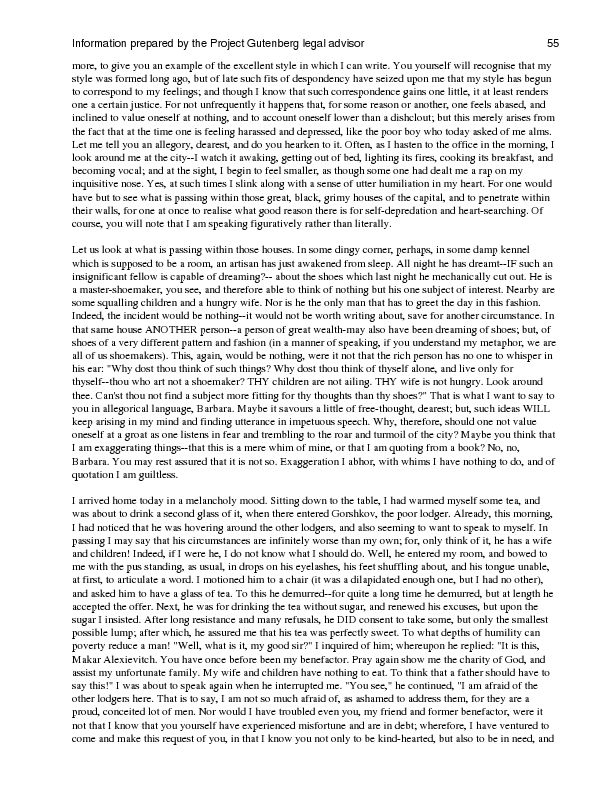 Information prepared by the Project Gutenberg legal advisor 55
more, to give you an example of the excellent style in which I can write. You yourself will recognise that my
style was formed long ago, but of late such fits of despondency have seized upon me that my style has begun
to correspond to my feelings; and though I know that such correspondence gains one little, it at least renders
one a certain justice. For not unfrequently it happens that, for some reason or another, one feels abased, and
inclined to value oneself at nothing, and to account oneself lower than a dishclout; but this merely arises from
the fact that at the time one is feeling harassed and depressed, like the poor boy who today asked of me alms.
Let me tell you an allegory, dearest, and do you hearken to it. Often, as I hasten to the office in the morning, I
look around me at the city--I watch it awaking, getting out of bed, lighting its fires, cooking its breakfast, and
becoming vocal; and at the sight, I begin to feel smaller, as though some one had dealt me a rap on my
inquisitive nose. Yes, at such times I slink along with a sense of utter humiliation in my heart. For one would
have but to see what is passing within those great, black, grimy houses of the capital, and to penetrate within
their walls, for one at once to realise what good reason there is for self-depredation and heart-searching. Of
course, you will note that I am speaking figuratively rather than literally.
Let us look at what is passing within those houses. In some dingy corner, perhaps, in some damp kennel
which is supposed to be a room, an artisan has just awakened from sleep. All night he has dreamt--IF such an
insignificant fellow is capable of dreaming?-- about the shoes which last night he mechanically cut out. He is
a master-shoemaker, you see, and therefore able to think of nothing but his one subject of interest. Nearby are
some squalling children and a hungry wife. Nor is he the only man that has to greet the day in this fashion.
Indeed, the incident would be nothing--it would not be worth writing about, save for another circumstance. In
that same house ANOTHER person--a person of great wealth-may also have been dreaming of shoes; but, of
shoes of a very different pattern and fashion (in a manner of speaking, if you understand my metaphor, we are
all of us shoemakers). This, again, would be nothing, were it not that the rich person has no one to whisper in
his ear: "Why dost thou think of such things? Why dost thou think of thyself alone, and live only for
thyself--thou who art not a shoemaker? THY children are not ailing. THY wife is not hungry. Look around
thee. Can'st thou not find a subject more fitting for thy thoughts than thy shoes?" That is what I want to say to
you in allegorical language, Barbara. Maybe it savours a little of free-thought, dearest; but, such ideas WILL
keep arising in my mind and finding utterance in impetuous speech. Why, therefore, should one not value
oneself at a groat as one listens in fear and trembling to the roar and turmoil of the city? Maybe you think that
I am exaggerating things--that this is a mere whim of mine, or that I am quoting from a book? No, no,
Barbara. You may rest assured that it is not so. Exaggeration I abhor, with whims I have nothing to do, and of
quotation I am guiltless.
I arrived home today in a melancholy mood. Sitting down to the table, I had warmed myself some tea, and
was about to drink a second glass of it, when there entered Gorshkov, the poor lodger. Already, this morning,
I had noticed that he was hovering around the other lodgers, and also seeming to want to speak to myself. In
passing I may say that his circumstances are infinitely worse than my own; for, only think of it, he has a wife
and children! Indeed, if I were he, I do not know what I should do. Well, he entered my room, and bowed to
me with the pus standing, as usual, in drops on his eyelashes, his feet shuffling about, and his tongue unable,
at first, to articulate a word. I motioned him to a chair (it was a dilapidated enough one, but I had no other),
and asked him to have a glass of tea. To this he demurred--for quite a long time he demurred, but at length he
accepted the offer. Next, he was for drinking the tea without sugar, and renewed his excuses, but upon the
sugar I insisted. After long resistance and many refusals, he DID consent to take some, but only the smallest
possible lump; after which, he assured me that his tea was perfectly sweet. To what depths of humility can
poverty reduce a man! "Well, what is it, my good sir?" I inquired of him; whereupon he replied: "It is this,
Makar Alexievitch. You have once before been my benefactor. Pray again show me the charity of God, and
assist my unfortunate family. My wife and children have nothing to eat. To think that a father should have to
say this!" I was about to speak again when he interrupted me. "You see," he continued, "I am afraid of the
other lodgers here. That is to say, I am not so much afraid of, as ashamed to address them, for they are a
proud, conceited lot of men. Nor would I have troubled even you, my friend and former benefactor, were it
not that I know that you yourself have experienced misfortune and are in debt; wherefore, I have ventured to
come and make this request of you, in that I know you not only to be kind-hearted, but also to be in need, and